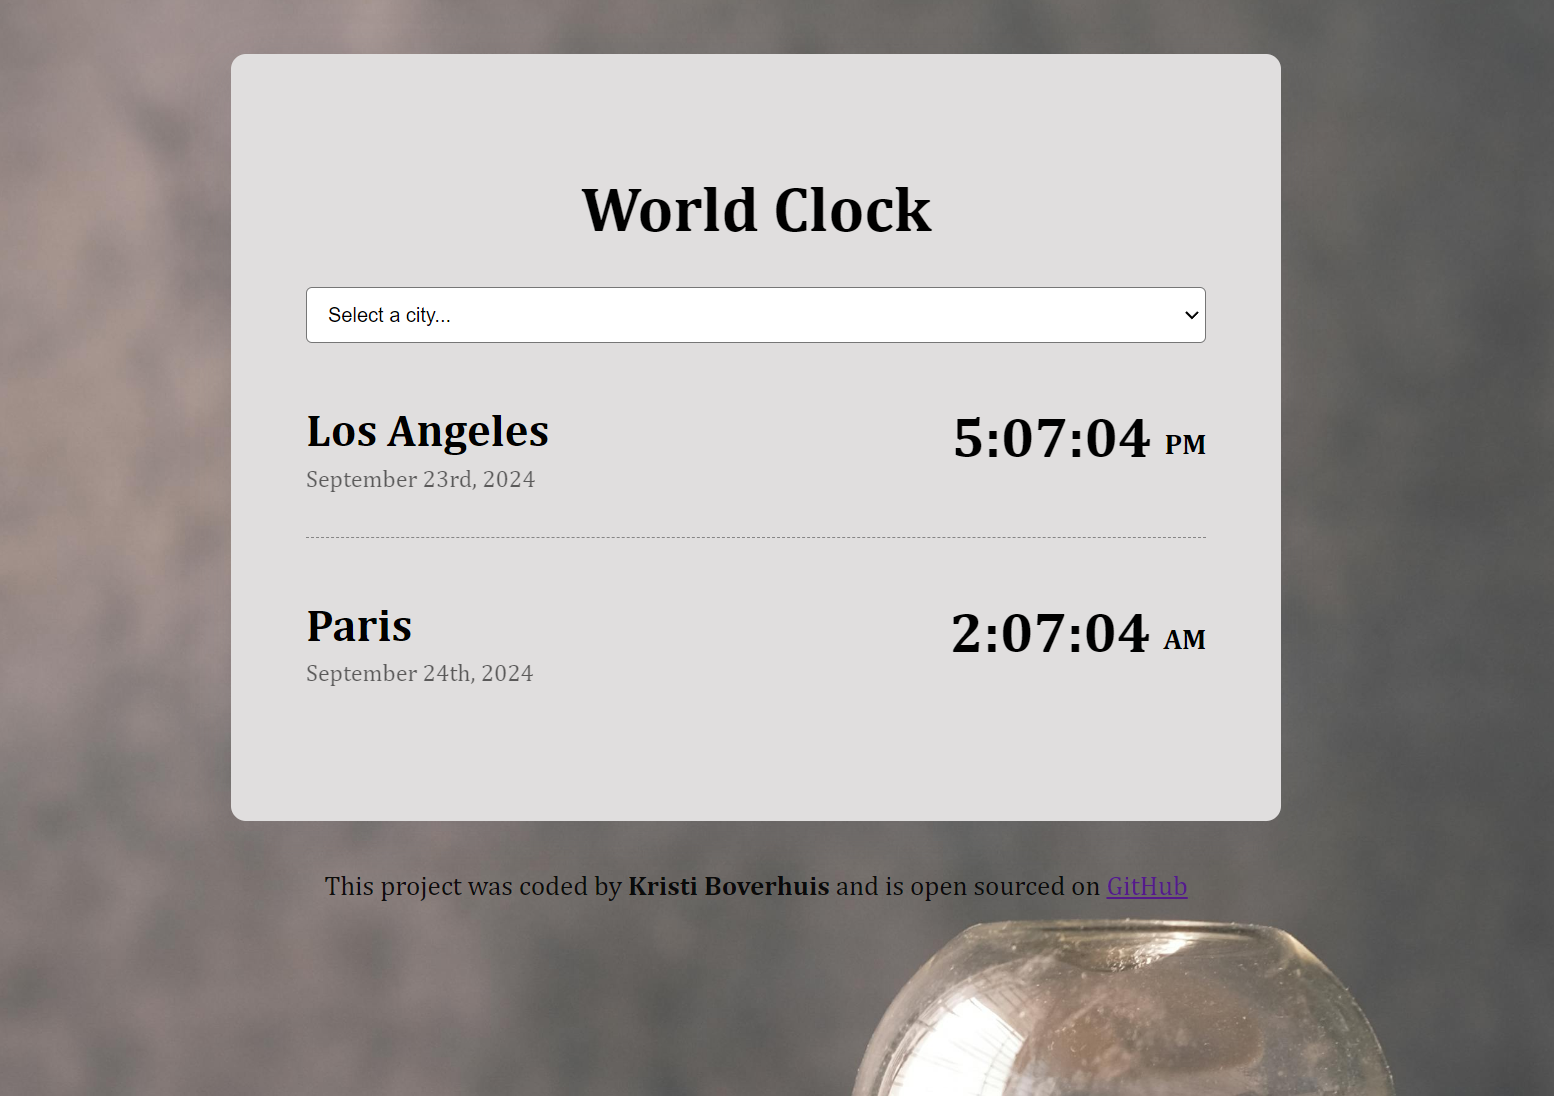 World Clock
Select a city...
Los Angeles
5:07:04 PM
September 23rd, 2024
Paris
2:07:04 AM
September 24th, 2024
This project was coded by Kristi Boverhuis and is open sourced on GitHub